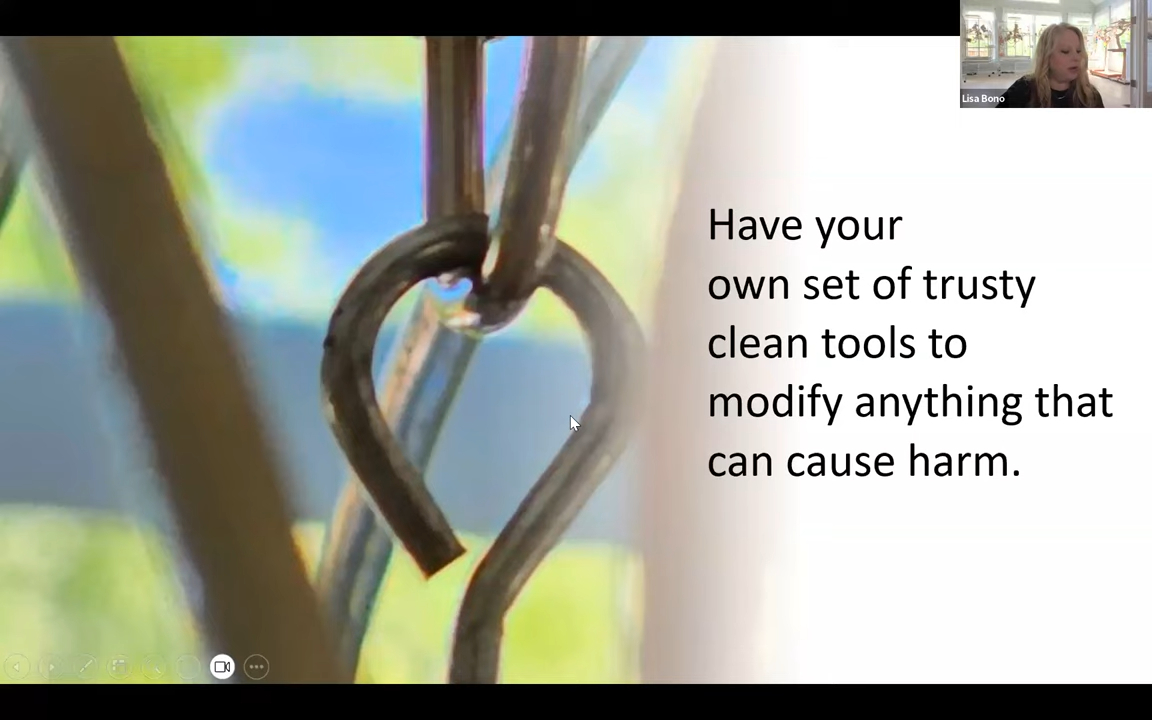 Lisa Bono
Have your
own set of trusty
clean tools to
modify anything that
can cause harm.